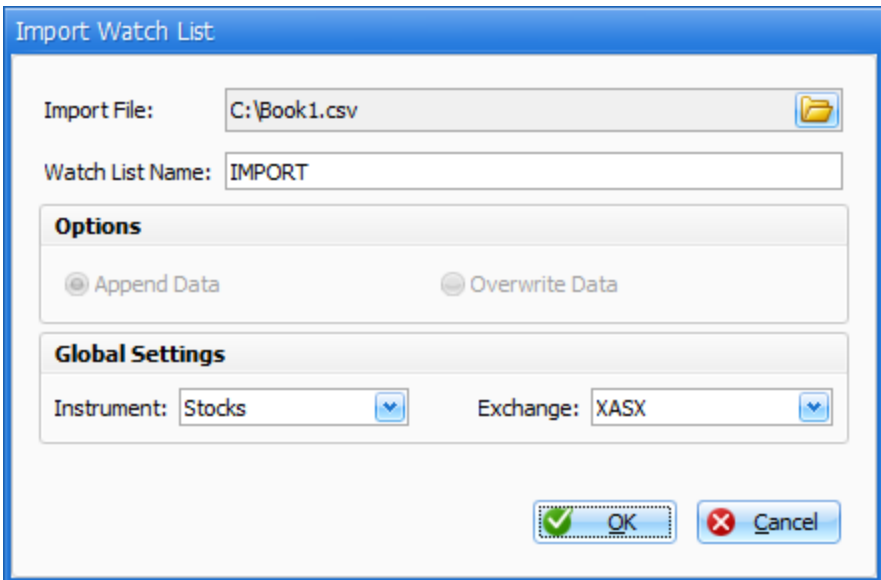 Import Watch List
Import File: C:\Book1.csv
Watch List Name: IMPORT
Options
Append Data Overwrite Data
Global Settings
Instrument: Stocks Exchange: XASX
OK Cancel